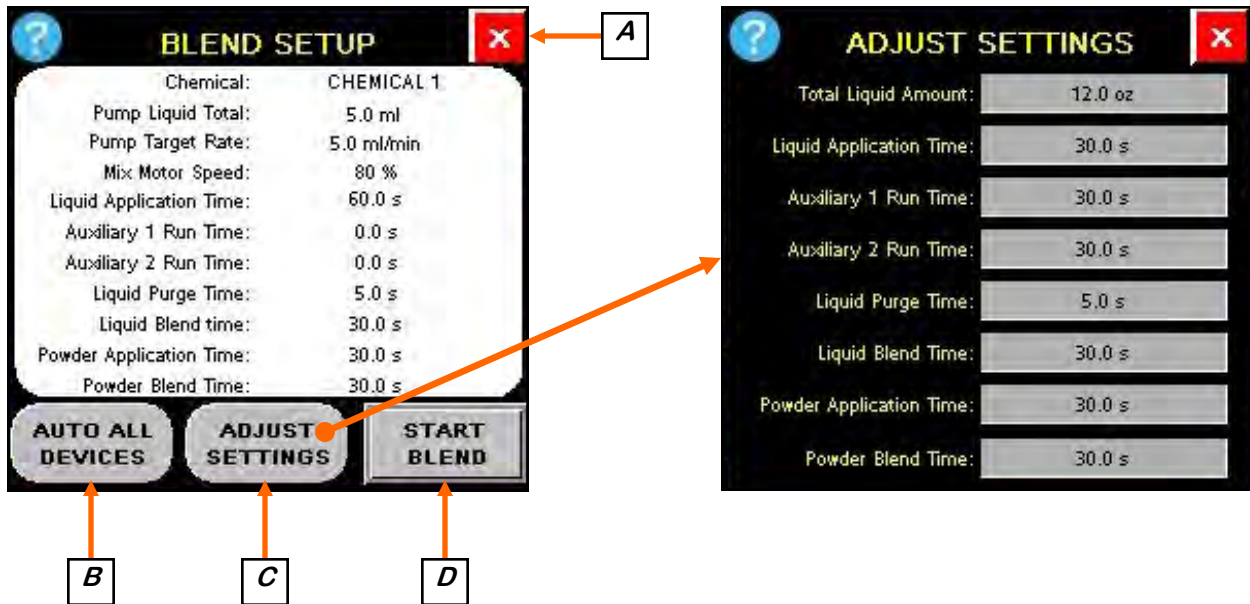 ?
BLEND SETUP
X
A
Chemical: CHEMICAL 1
Pump Liquid Total: 5.0 ml
Pump Target Rate: 5.0 ml/min
Mix Motor Speed: 80 %
Liquid Application Time: 60.0 s
Auxiliary 1 Run Time: 0.0 s
Auxiliary 2 Run Time: 0.0 s
Liquid Purge Time: 5.0 s
Liquid Blend time: 30.0 s
Powder Application Time: 30.0 s
Powder Blend Time: 30.0 s
AUTO ALL
DEVICES
ADJUST
SETTINGS
START
BLEND
B
C
D
?
ADJUST SETTINGS
X
Total Liquid Amount: 12.0 oz
Liquid Application Time: 30.0 s
Auxiliary 1 Run Time: 30.0 s
Auxiliary 2 Run Time: 30.0 s
Liquid Purge Time: 5.0 s
Liquid Blend Time: 30.0 s
Powder Application Time: 30.0 s
Powder Blend Time: 30.0 s